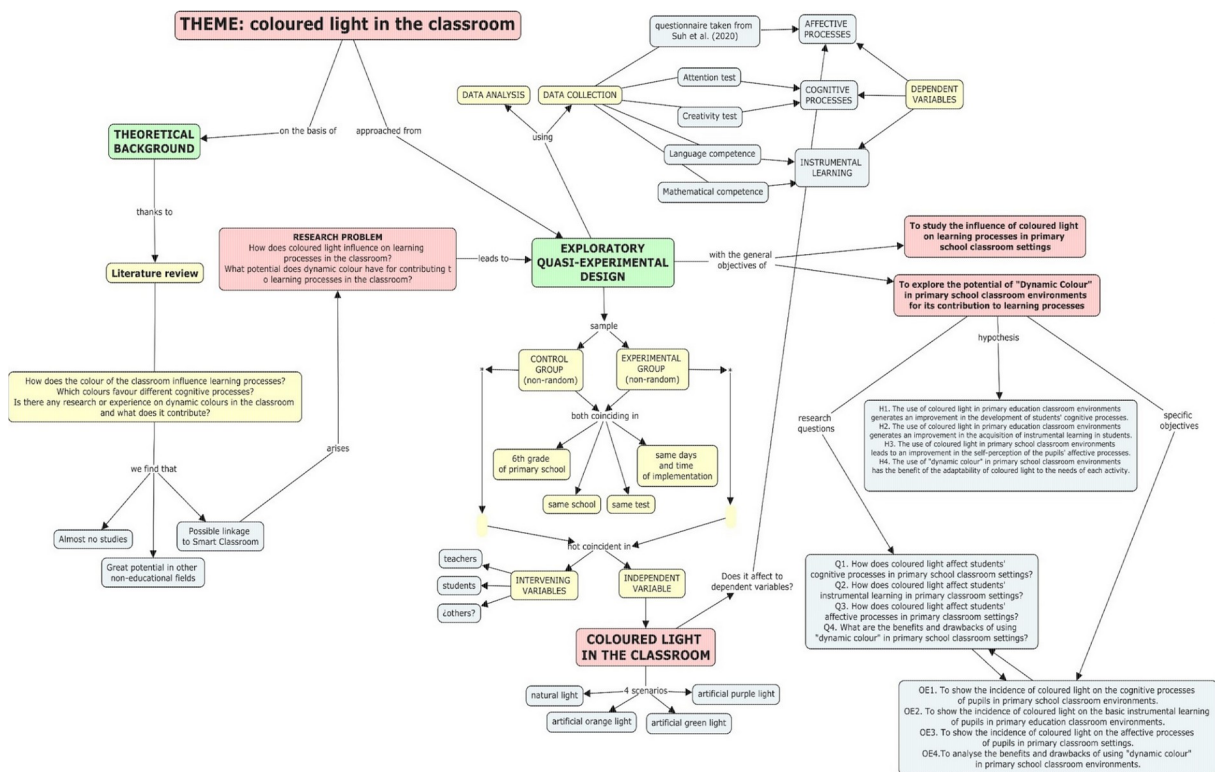 THEME: coloured light in the classroom
on the basis of
approached from
THEORETICAL
BACKGROUND
thanks to
Literature review
How does the colour of the classroom influence learning processes?
Which colours favour different cognitive processes?
Is there any research or experience on dynamic colours in the classroom
and what does it contribute?
we find that
Almost no studies
Great potential in other
non-educational fields
Possible linkage
to Smart Classroom
arises
RESEARCH PROBLEM
How does coloured light influence on learning
processes in the classroom?
What potential does dynamic colour have for contributing t
o learning processes in the classroom?
leads to
EXPLORATORY
QUASI-EXPERIMENTAL
DESIGN
using
DATA ANALYSIS
DATA COLLECTION
questionnaire taken from
Suh et al. (2020)
Attention test
Creativity test
Language competence
Mathematical competence
AFFECTIVE
PROCESSES
COGNITIVE
PROCESSES
INSTRUMENTAL
LEARNING
DEPENDENT
VARIABLES
sample
CONTROL
GROUP
(non-random)
EXPERIMENTAL
GROUP
(non-random)
*
*
both coinciding in
6th grade
of primary school
same school
same test
same days
and time
of implementation
not coincident in
INTERVENING
VARIABLES
teachers
students
¿others?
INDEPENDENT
VARIABLE
COLOURED LIGHT
IN THE CLASSROOM
Does it affect to
dependent variables?
4 scenarios
natural light
artificial orange light
artificial green light
artificial purple light
with the general
objectives of
To study the influence of coloured light
on learning processes in primary
school classroom settings
To explore the potential of "Dynamic Colour"
in primary school classroom environments
for its contribution to learning processes
hypothesis
H1. The use of coloured light in primary education classroom environments
generates an improvement in the development of students' cognitive processes.
H2. The use of coloured light in primary education classroom environments
generates an improvement in the acquisition of instrumental learning in students.
H3. The use of coloured light in primary school classroom environments
leads to an improvement in the self-perception of the pupils' affective processes.
H4. The use of "dynamic colour" in primary school classroom environments
has the benefit of the adaptability of coloured light to the needs of each activity.
research
questions
Q1. How does coloured light affect students'
cognitive processes in primary school classroom settings?
Q2. How does coloured light affect students'
instrumental learning in primary classroom settings?
Q3. How does coloured light affect students'
affective processes in primary school settings?
Q4. What are the benefits and drawbacks of using
"dynamic colour" in primary school classroom settings?
specific
objectives
OE1. To show the incidence of coloured light on the cognitive processes
of pupils in primary school classroom environments.
OE2. To show the incidence of coloured light on the basic instrumental learning
of pupils in primary education classroom environments.
OE3. To show the incidence of coloured light on the affective processes
of pupils in primary classroom settings.
OE4.To analyse the benefits and drawbacks of using "dynamic colour"
in primary school classroom environments.